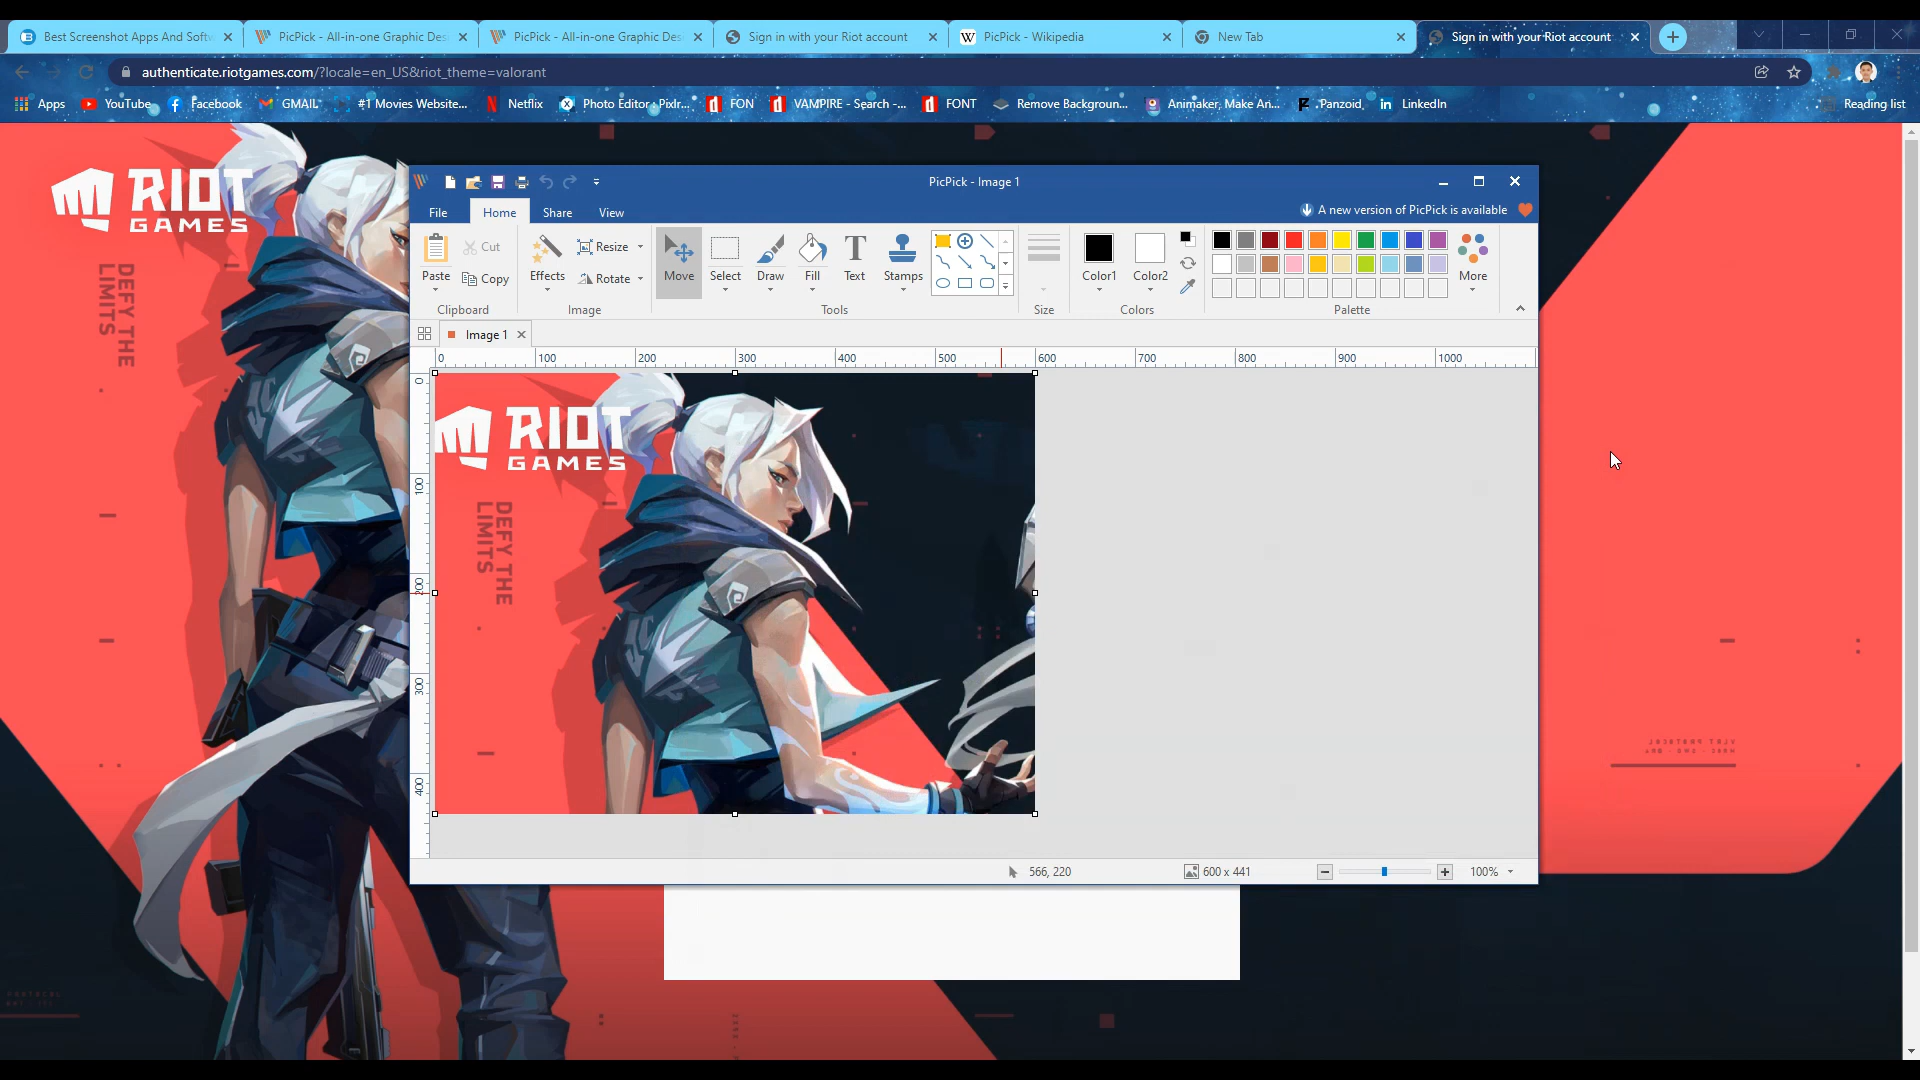 Best Screenshot Apps And Softw
PicPick - All-in-one Graphic Des
PicPick - All-in-one Graphic Des
Sign in with your Riot account
PicPick - Wikipedia
New Tab
Sign in with your Riot account
authenticate.riotgames.com/?locale=en_US&riot_theme=valorant
Apps
YouTube
Facebook
GMAIL
#1 Movies Website...
Netflix
Photo Editor : Pixlr...
FON
VAMPIRE - Search -...
FONT
Remove Backgroun...
Animaker, Make An...
Panzoid
LinkedIn
Reading list
RIOT
GAMES
DEFY THE
LIMITS
PicPick - Image 1
File
Home
Share
View
A new version of PicPick is available
Paste
Cut
Copy
Clipboard
Effects
Resize
Rotate
Image
Move
Select
Draw
Fill
Text
Stamps
Tools
Size
Color1
Color2
Colors
More
Palette
Image 1
0 100 200 300 400 500 600 700 800 900 1000
0
100
200
300
400
RIOT
GAMES
DEFY THE
LIMITS
566, 220
600 x 441
100%